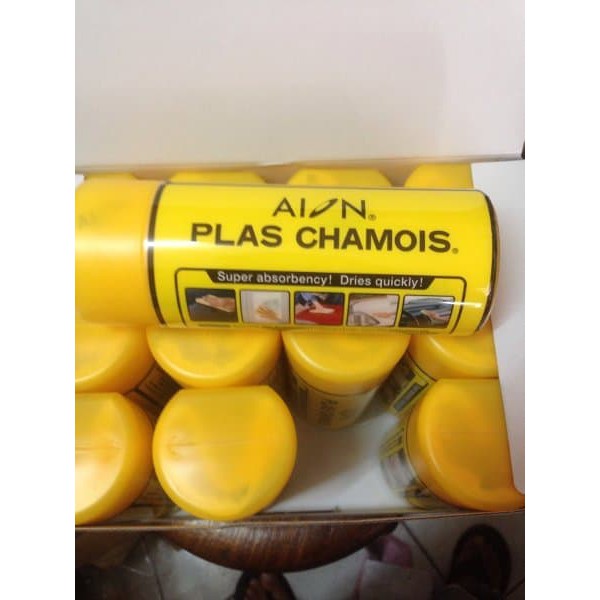 AION®
PLAS CHAMOIS®
Super absorbency! Dries quickly!